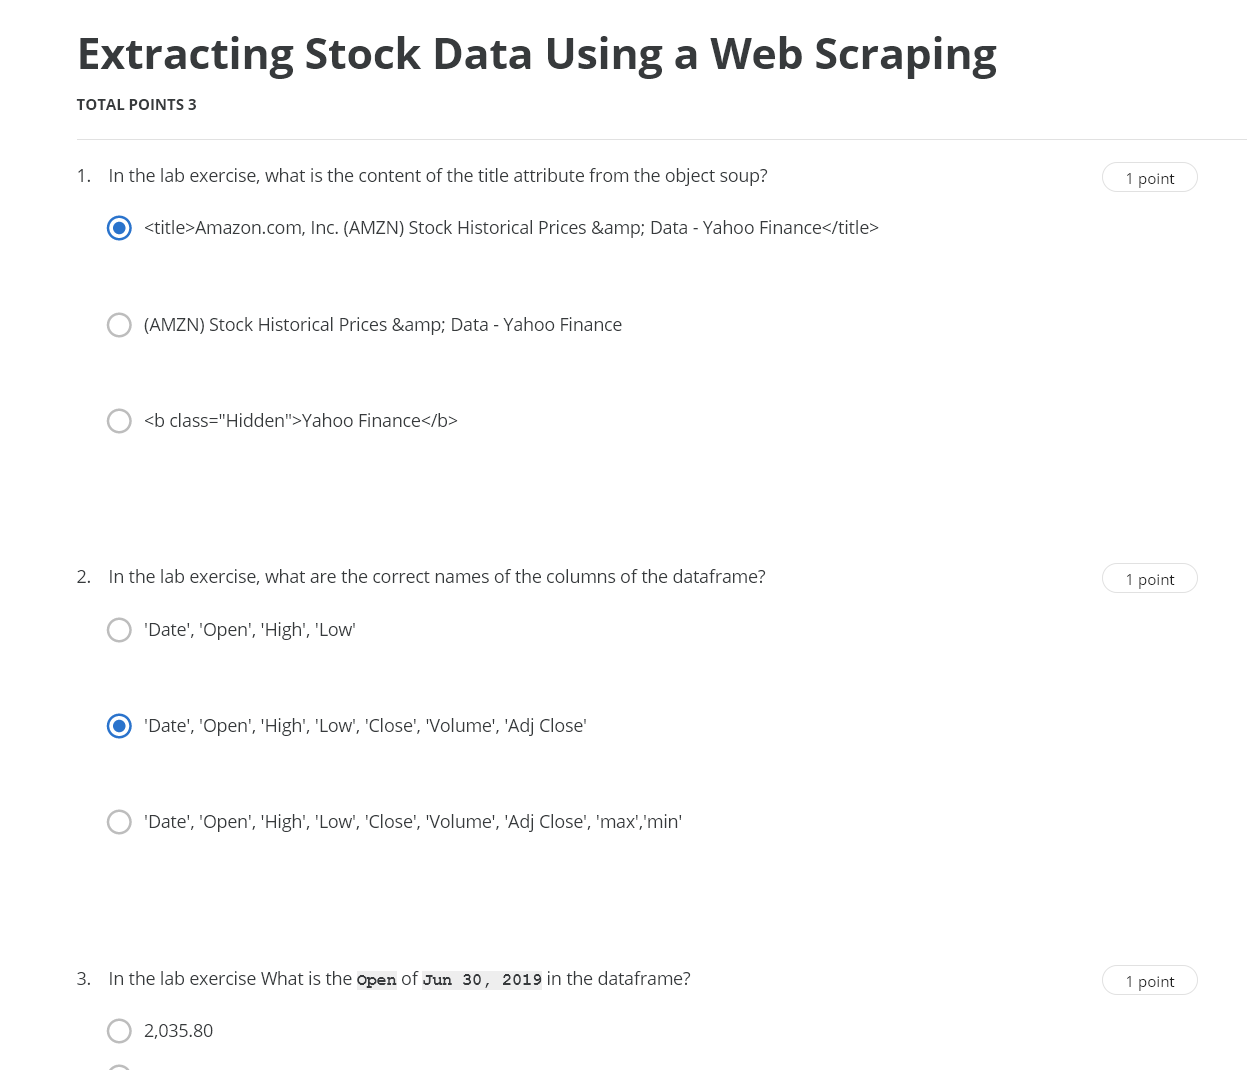 Extracting Stock Data Using a Web Scraping
TOTAL POINTS 3
1. In the lab exercise, what is the content of the title attribute from the object soup?
1 point
<title>Amazon.com, Inc. (AMZN) Stock Historical Prices &amp; Data - Yahoo Finance</title>
(AMZN) Stock Historical Prices &amp; Data - Yahoo Finance
<b class="Hidden">Yahoo Finance</b>
2. In the lab exercise, what are the correct names of the columns of the dataframe?
1 point
'Date', 'Open', 'High', 'Low'
'Date', 'Open', 'High', 'Low', 'Close', 'Volume', 'Adj Close'
'Date', 'Open', 'High', 'Low', 'Close', 'Volume', 'Adj Close', 'max','min'
3. In the lab exercise What is the Open of Jun 30, 2019 in the dataframe?
1 point
2,035.80